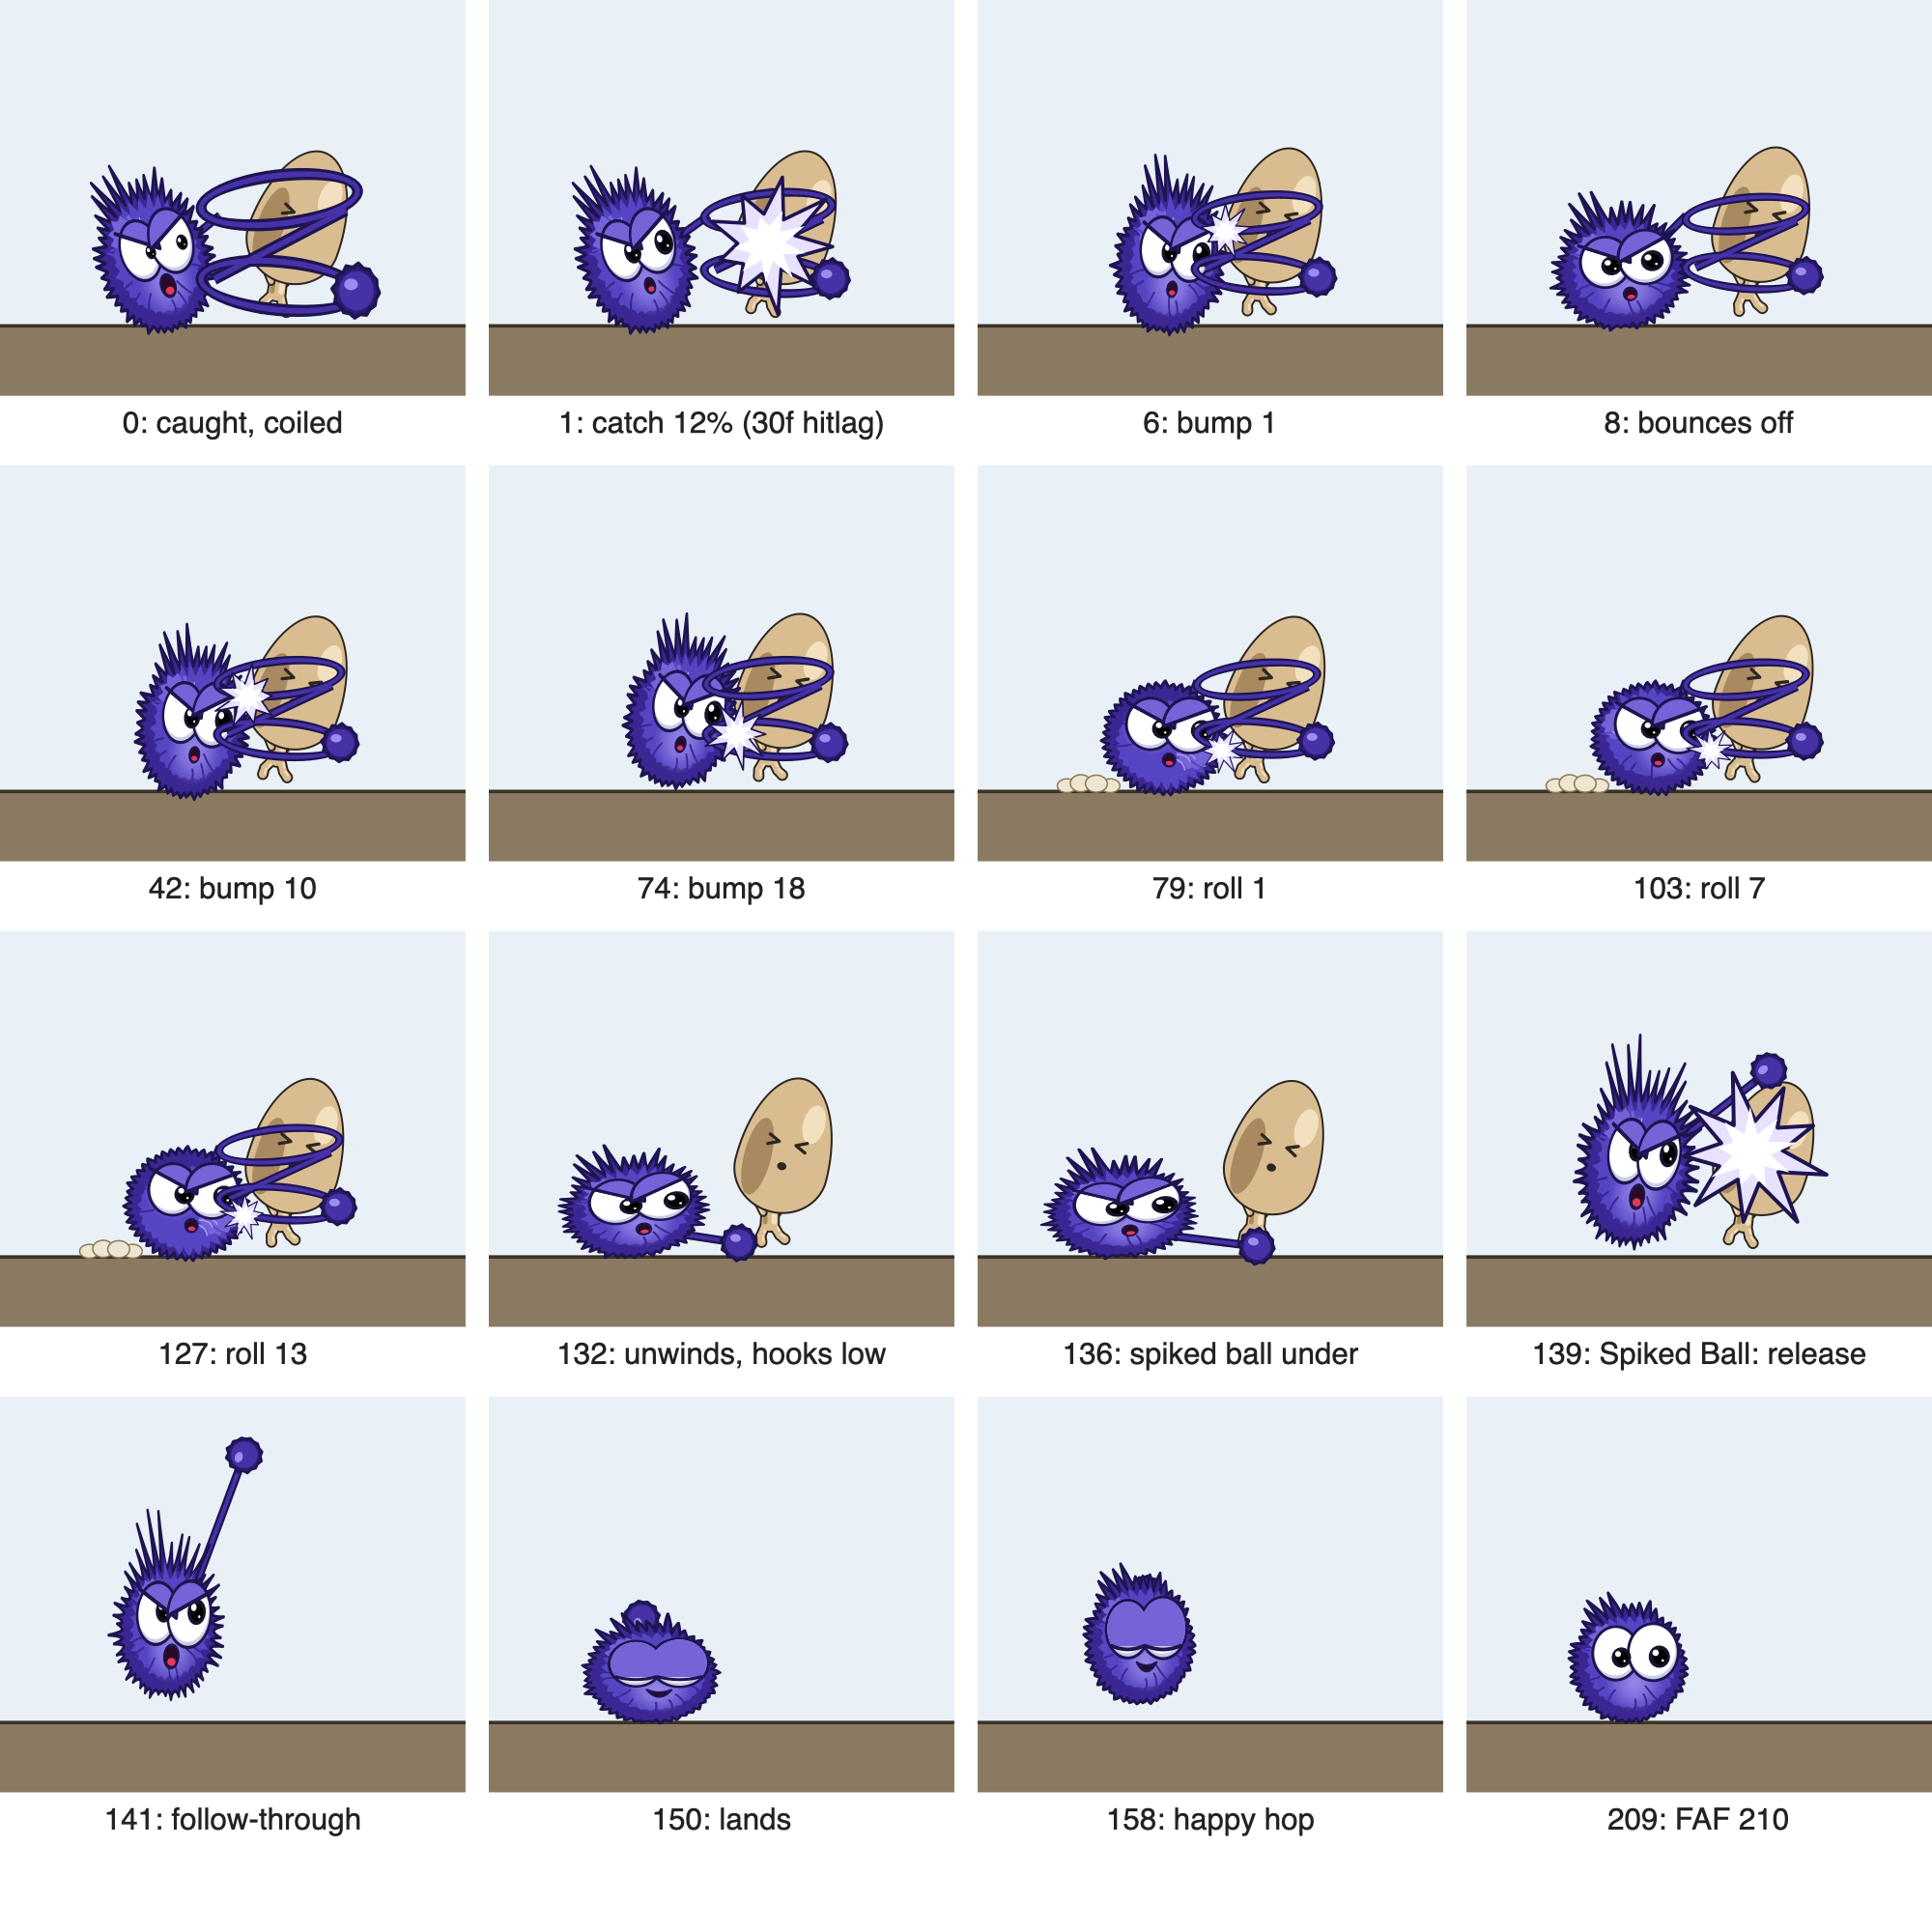 0: caught, coiled
1: catch 12% (30f hitlag)
6: bump 1
8: bounces off
42: bump 10
74: bump 18
79: roll 1
103: roll 7
127: roll 13
132: unwinds, hooks low
136: spiked ball under
139: Spiked Ball: release
141: follow-through
150: lands
158: happy hop
209: FAF 210